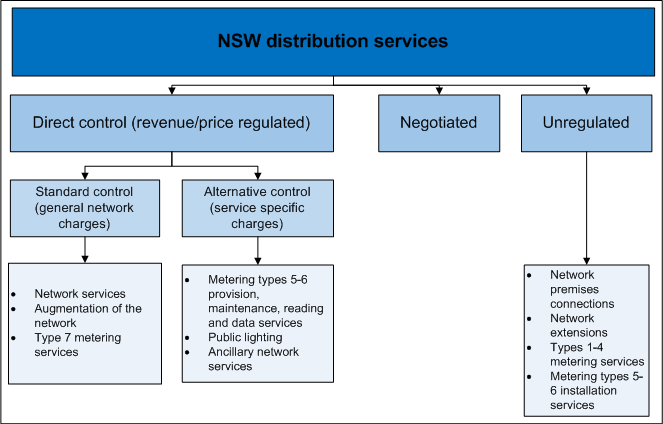 NSW distribution services
Direct control (revenue/price regulated)
Negotiated
Unregulated
Standard control
(general network
charges)
Alternative control
(service specific
charges)
• Network services
• Augmentation of the
network
• Type 7 metering
services
• Metering types 5-6
provision,
maintenance, reading
and data services
• Public lighting
• Ancillary network
services
• Network
premises
connections
• Network
extensions
• Types 1-4
metering services
• Metering types 5-
6 installation
services